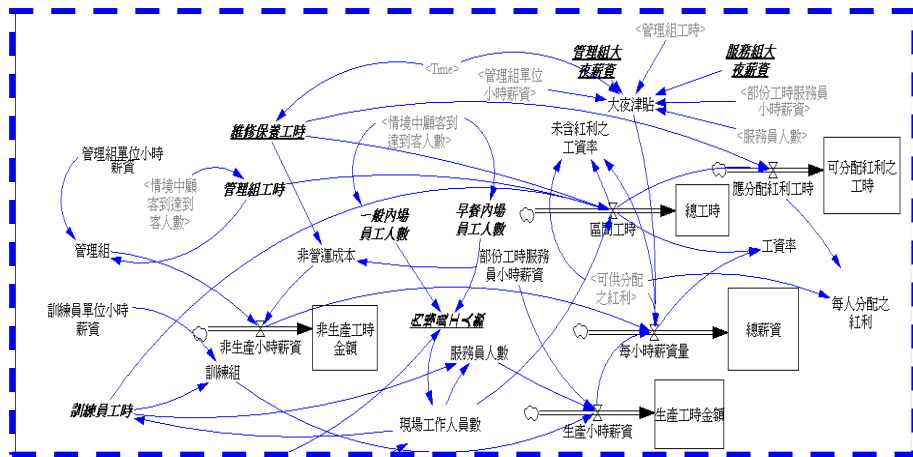 <管理組工時>
管理組大
夜薪資
服務組大
夜薪資
<Time>
<管理組單位
小時薪資>
大夜津貼
<部份工時服務員
小時薪資>
<服務員人數>
維修保養工時
<情境中顧客到
達到客人數>
未含紅利之
工資率
管理組單位小時
薪資
<情境中顧
客到達到
客人數>
管理組工時
應分配紅利工時
可分配紅利之
工時
一般內場
員工人數
早餐內場
員工人數
區間工時
總工時
管理組
非營運成本
部份工時服務
員小時薪資
工資率
<可供分配
之紅利>
每人分配之
紅利
訓練員單位小時
薪資
非生產小時薪資
非生產工時
金額
每小時薪資量
總薪資
服務員人數
訓練組
訓練員工時
現場工作人員數
生產小時薪資
生產工時金額